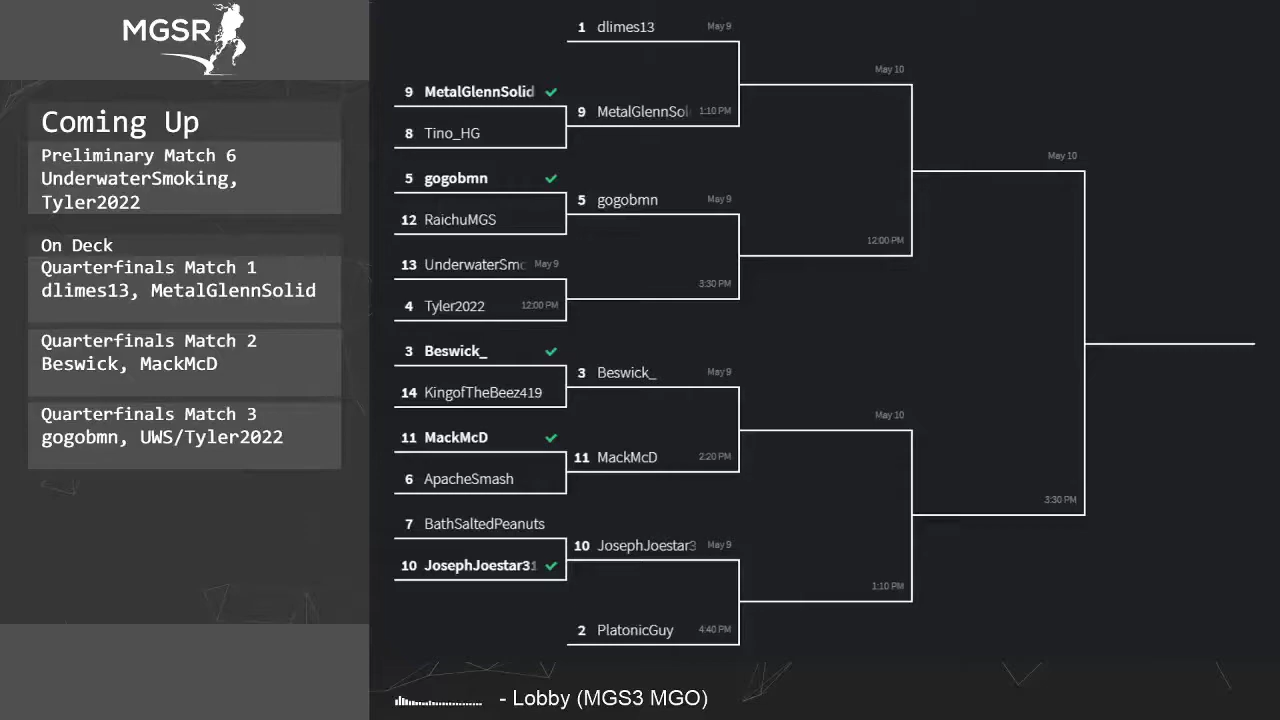 MGSR
Coming Up
Preliminary Match 6
UnderwaterSmoking,
Tyler2022
On Deck
Quarterfinals Match 1
dlimes13, MetalGlennSolid
Quarterfinals Match 2
Beswick, MackMcD
Quarterfinals Match 3
gogobmn, UWS/Tyler2022
1 dlimes13 May 9
9 MetalGlennSolid
8 Tino_HG
9 MetalGlennSol 1:10 PM
5 gogobmn
12 RaichuMGS
5 gogobmn May 9
13 UnderwaterSmo May 9
4 Tyler2022 12:00 PM
3:30 PM
3 Beswick_
14 KingofTheBeez419
3 Beswick_ May 9
11 MackMcD
6 ApacheSmash
11 MackMcD 2:20 PM
7 BathSaltedPeanuts
10 JosephJoestar31
10 JosephJoestar3 May 9
2 PlatonicGuy 4:40 PM
May 10
12:00 PM
May 10
1:10 PM
May 10
3:30 PM
- Lobby (MGS3 MGO)